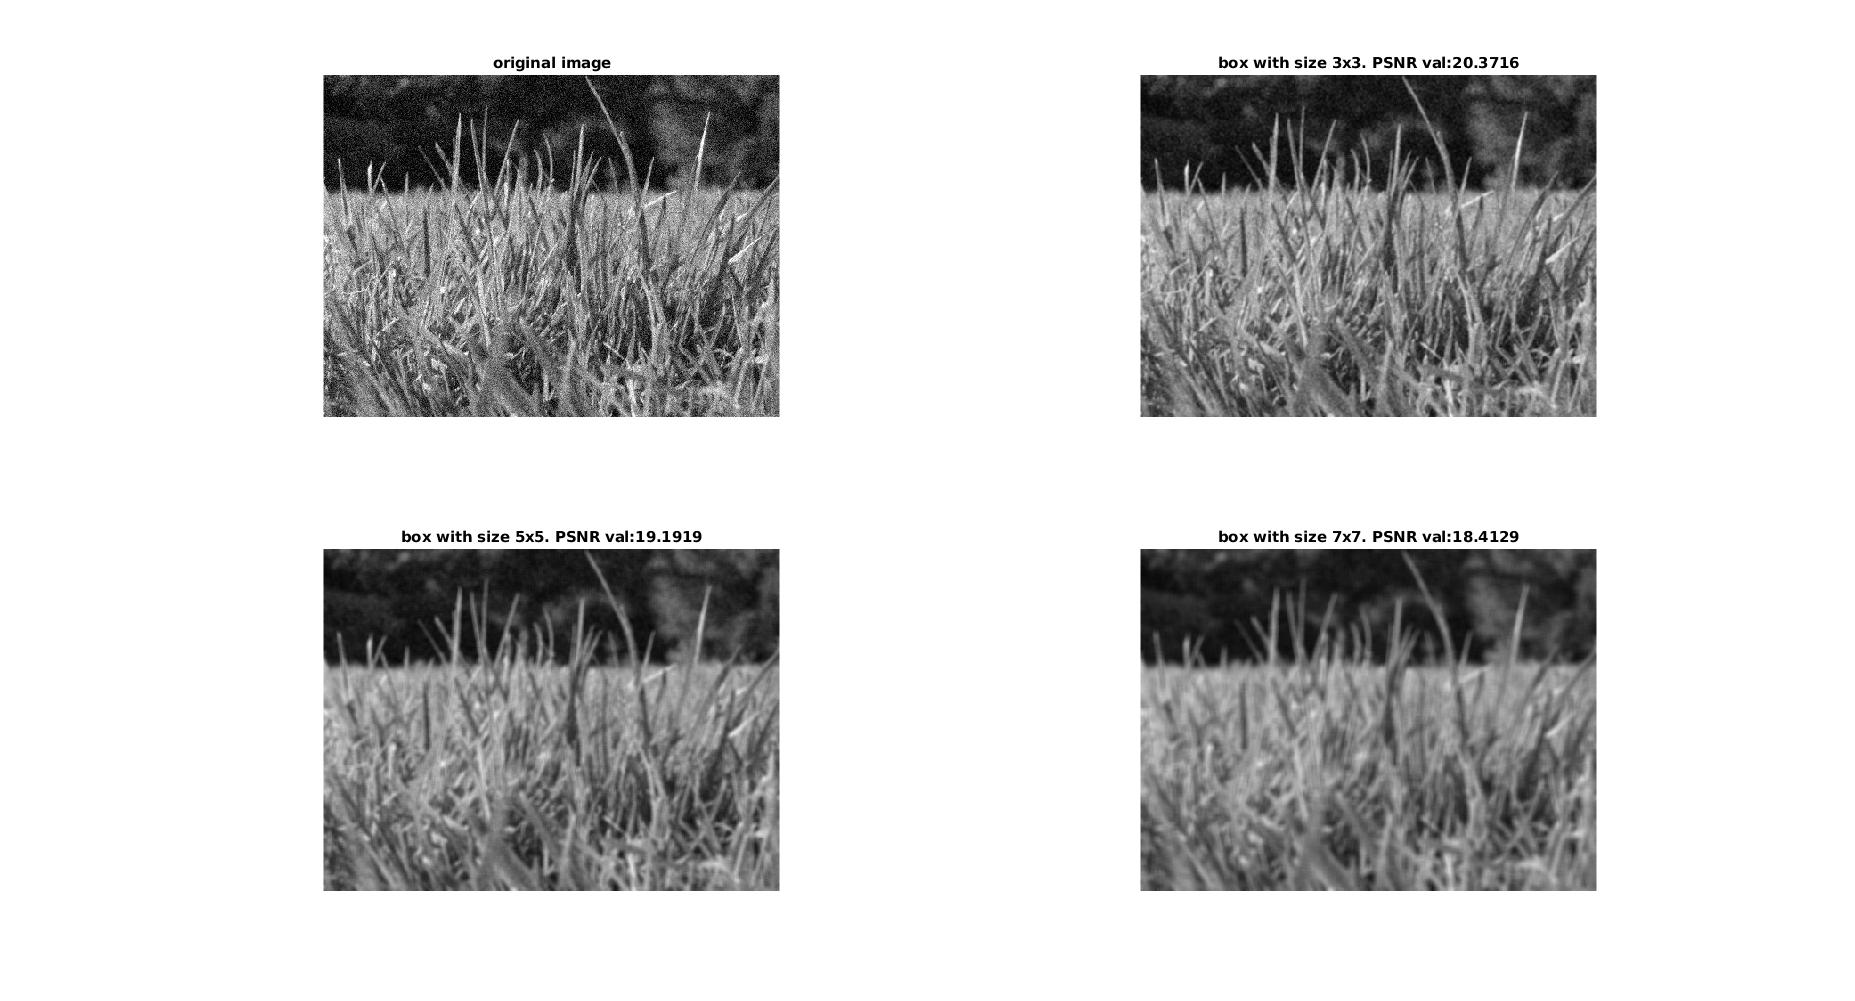 original image
box with size 3x3. PSNR val:20.3716
box with size 5x5. PSNR val:19.1919
box with size 7x7. PSNR val:18.4129